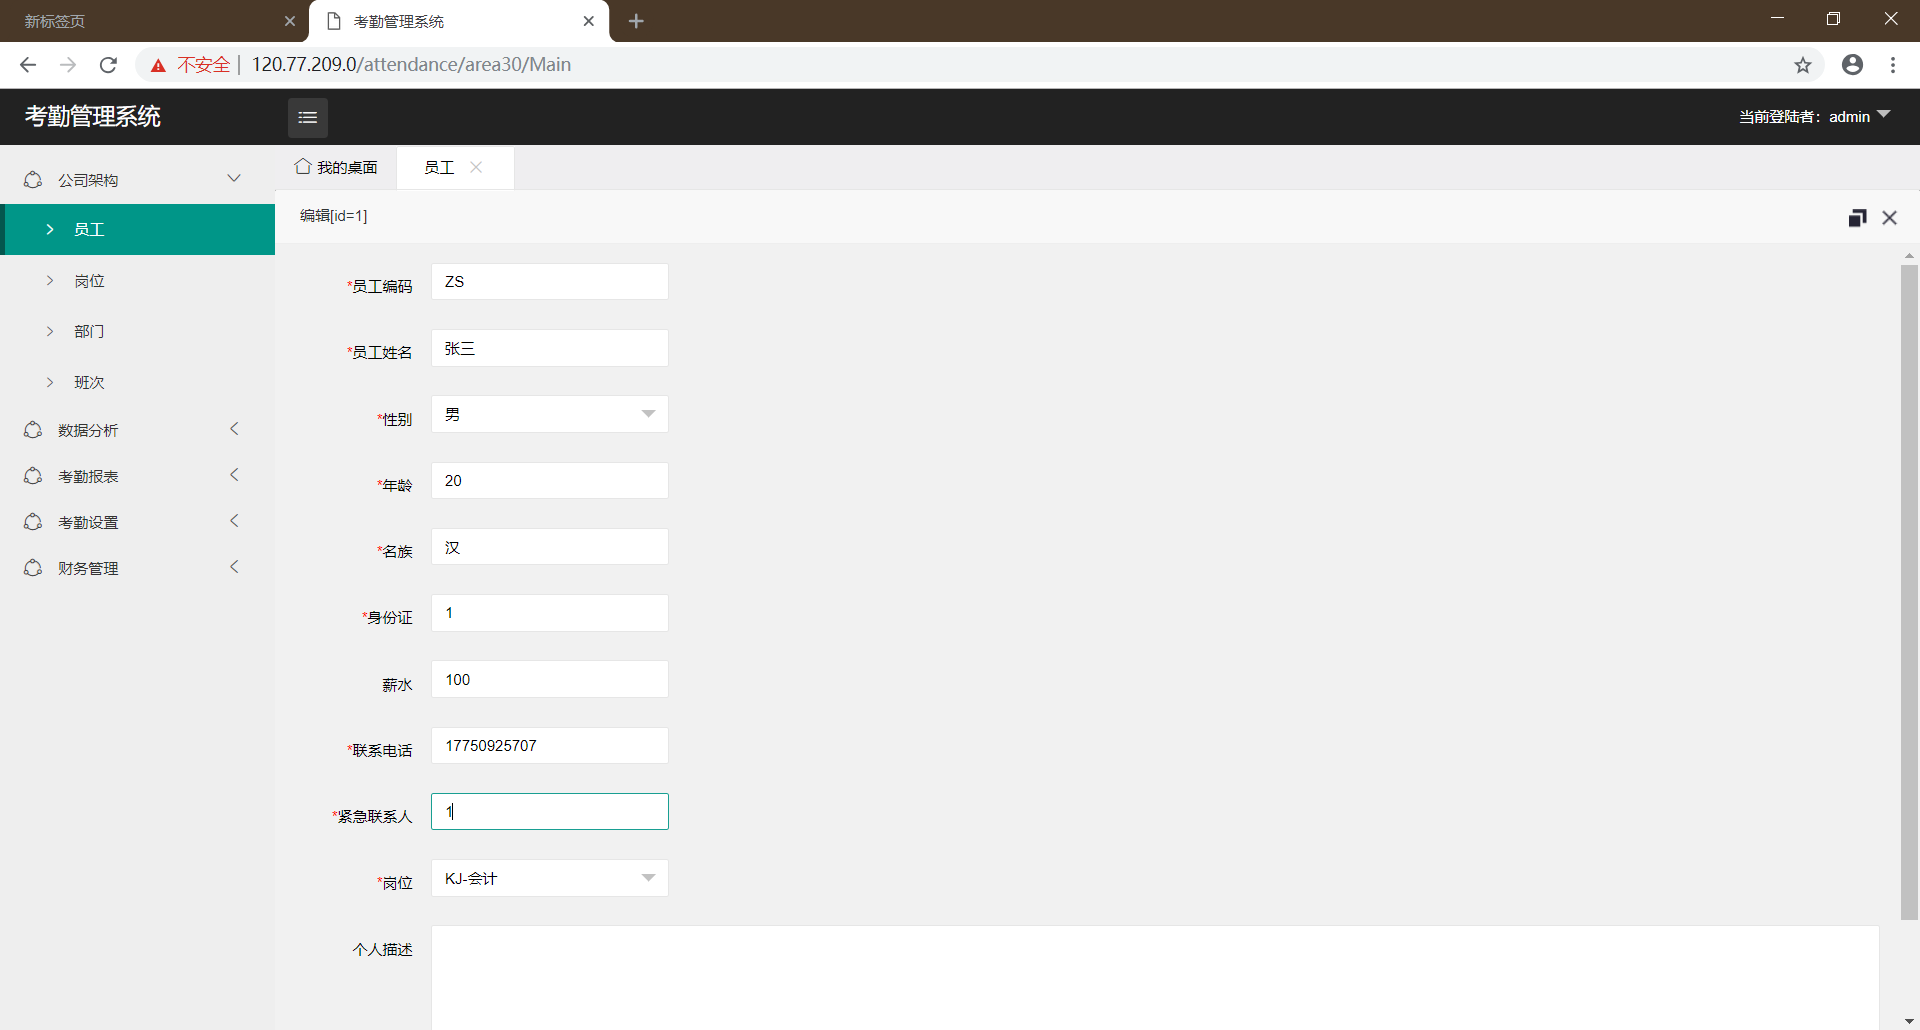 新标签页
考勤管理系统
不安全 | 120.77.209.0/attendance/area30/Main
考勤管理系统
当前登陆者：admin
公司架构
员工
岗位
部门
班次
数据分析
考勤报表
考勤设置
财务管理
我的桌面
员工
编辑[id=1]
*员工编码 ZS
*员工姓名 张三
*性别 男
*年龄 20
*名族 汉
*身份证 1
薪水 100
*联系电话 17750925707
*紧急联系人 1
*岗位 KJ-会计
个人描述